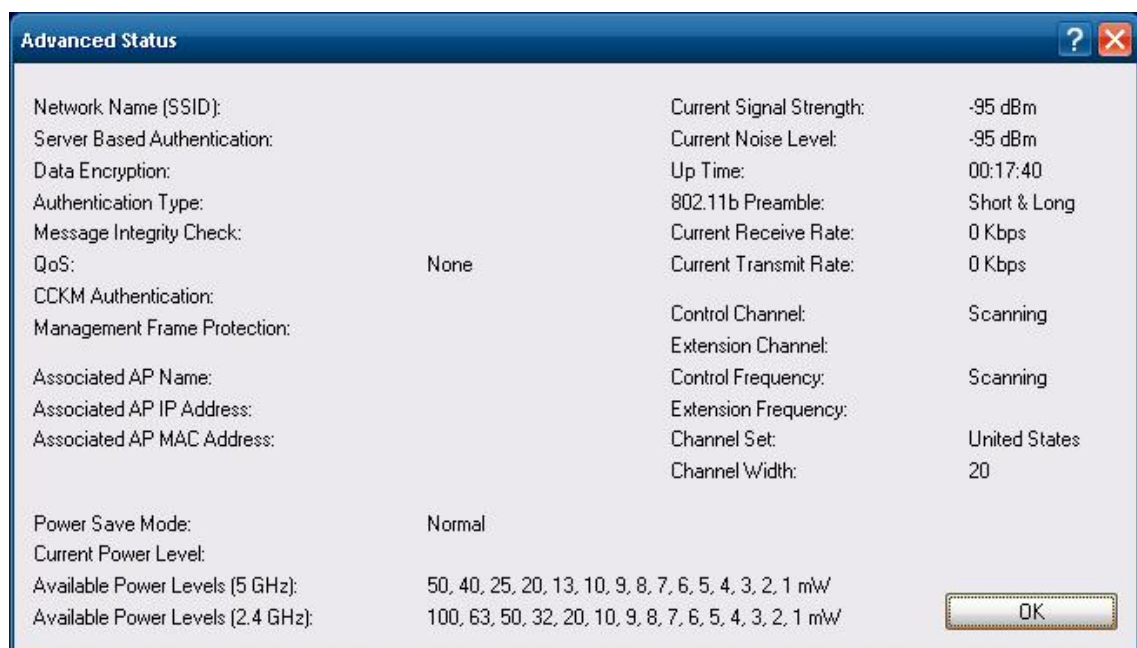 Advanced Status
Network Name (SSID):
Server Based Authentication:
Data Encryption:
Authentication Type:
Message Integrity Check:
QoS: None
CCKM Authentication:
Management Frame Protection:
Associated AP Name:
Associated AP IP Address:
Associated AP MAC Address:
Current Signal Strength: -95 dBm
Current Noise Level: -95 dBm
Up Time: 00:17:40
802.11b Preamble: Short & Long
Current Receive Rate: 0 Kbps
Current Transmit Rate: 0 Kbps
Control Channel: Scanning
Extension Channel:
Control Frequency: Scanning
Extension Frequency:
Channel Set: United States
Channel Width: 20
Power Save Mode: Normal
Current Power Level:
Available Power Levels (5 GHz): 50, 40, 25, 20, 13, 10, 9, 8, 7, 6, 5, 4, 3, 2, 1 mW
Available Power Levels (2.4 GHz): 100, 63, 50, 32, 20, 10, 9, 8, 7, 6, 5, 4, 3, 2, 1 mW
OK